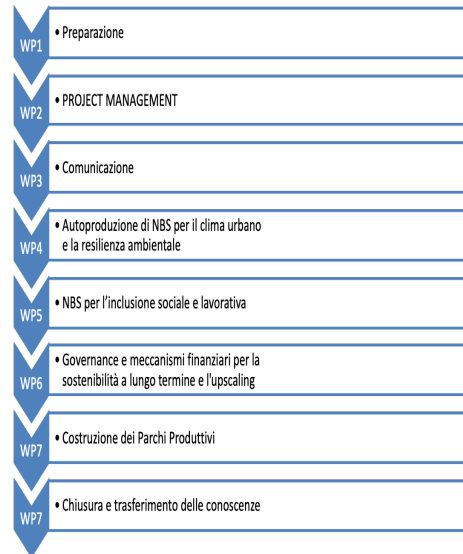 WP1
• Preparazione
WP2
• PROJECT MANAGEMENT
WP3
• Comunicazione
WP4
• Autoproduzione di NBS per il clima urbano
e la resilienza ambientale
WP5
• NBS per l'inclusione sociale e lavorativa
WP6
• Governance e meccanismi finanziari per la
sostenibilità a lungo termine e l'upscaling
WP7
• Costruzione dei Parchi Produttivi
WP7
• Chiusura e trasferimento delle conoscenze